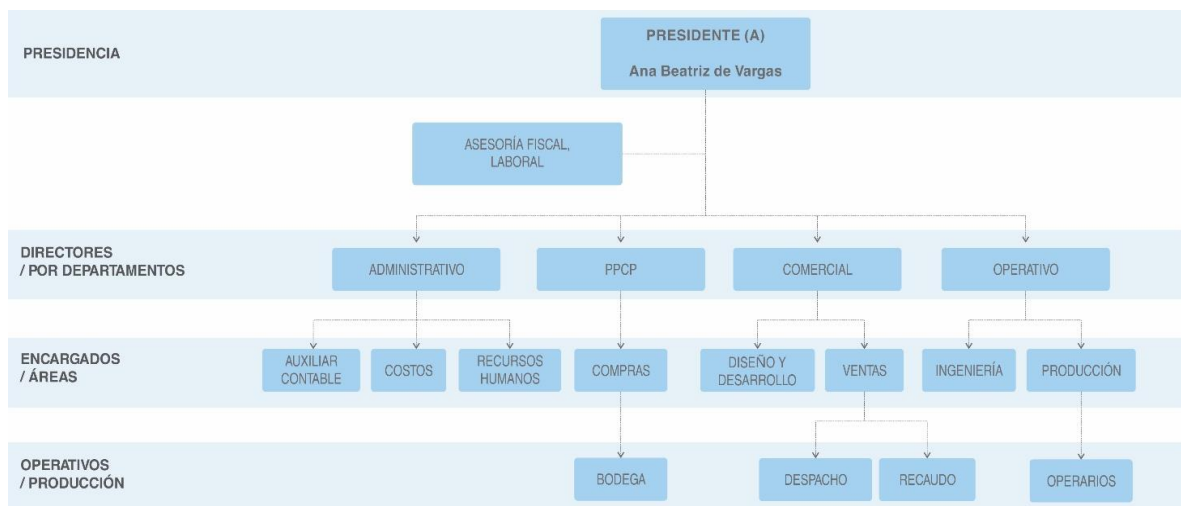 PRESIDENCIA
PRESIDENTE (A)
Ana Beatriz de Vargas
ASESORÍA FISCAL,
LABORAL
DIRECTORES
/ POR DEPARTAMENTOS
ADMINISTRATIVO
PPCP
COMERCIAL
OPERATIVO
ENCARGADOS
/ ÁREAS
AUXILIAR
CONTABLE
COSTOS
RECURSOS
HUMANOS
COMPRAS
DISEÑO Y
DESARROLLO
VENTAS
INGENIERÍA
PRODUCCIÓN
OPERATIVOS
/ PRODUCCIÓN
BODEGA
DESPACHO
RECAUDO
OPERARIOS